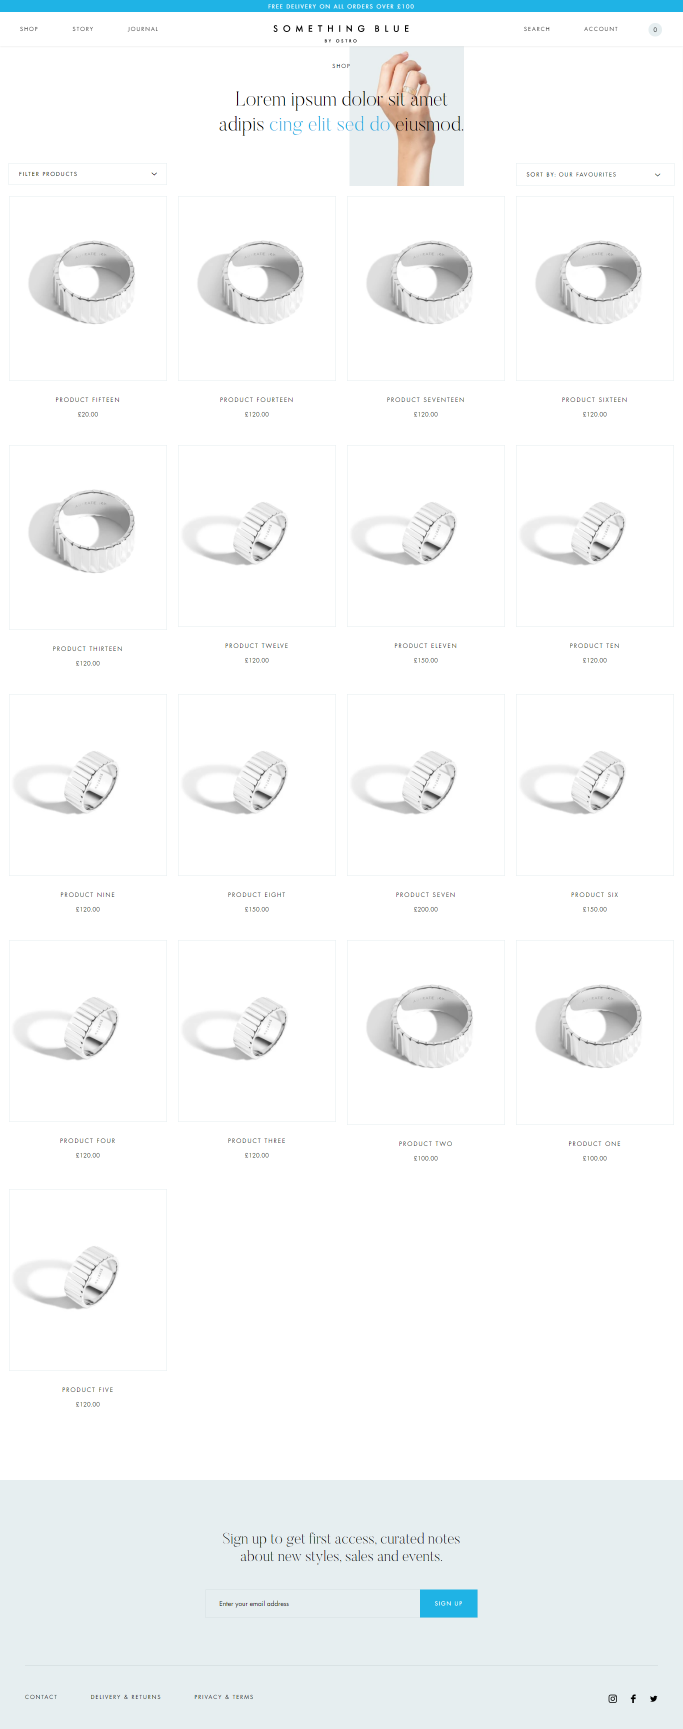 FREE DELIVERY ON ALL ORDERS OVER £100
SHOP STORY JOURNAL
SOMETHING BLUE
BY OSTRO
SEARCH ACCOUNT 0
SHOP
Lorem ipsum dolor sit amet
adipis cing elit sed do eiusmod.
FILTER PRODUCTS
SORT BY: OUR FAVOURITES
PRODUCT FIFTEEN
£20.00
PRODUCT FOURTEEN
£120.00
PRODUCT SEVENTEEN
£120.00
PRODUCT SIXTEEN
£120.00
PRODUCT THIRTEEN
£120.00
PRODUCT TWELVE
£120.00
PRODUCT ELEVEN
£150.00
PRODUCT TEN
£120.00
PRODUCT NINE
£120.00
PRODUCT EIGHT
£150.00
PRODUCT SEVEN
£200.00
PRODUCT SIX
£150.00
PRODUCT FOUR
£120.00
PRODUCT THREE
£120.00
PRODUCT TWO
£100.00
PRODUCT ONE
£100.00
PRODUCT FIVE
£120.00
Sign up to get first access, curated notes
about new styles, sales and events.
Enter your email address
SIGN UP
CONTACT DELIVERY & RETURNS PRIVACY & TERMS